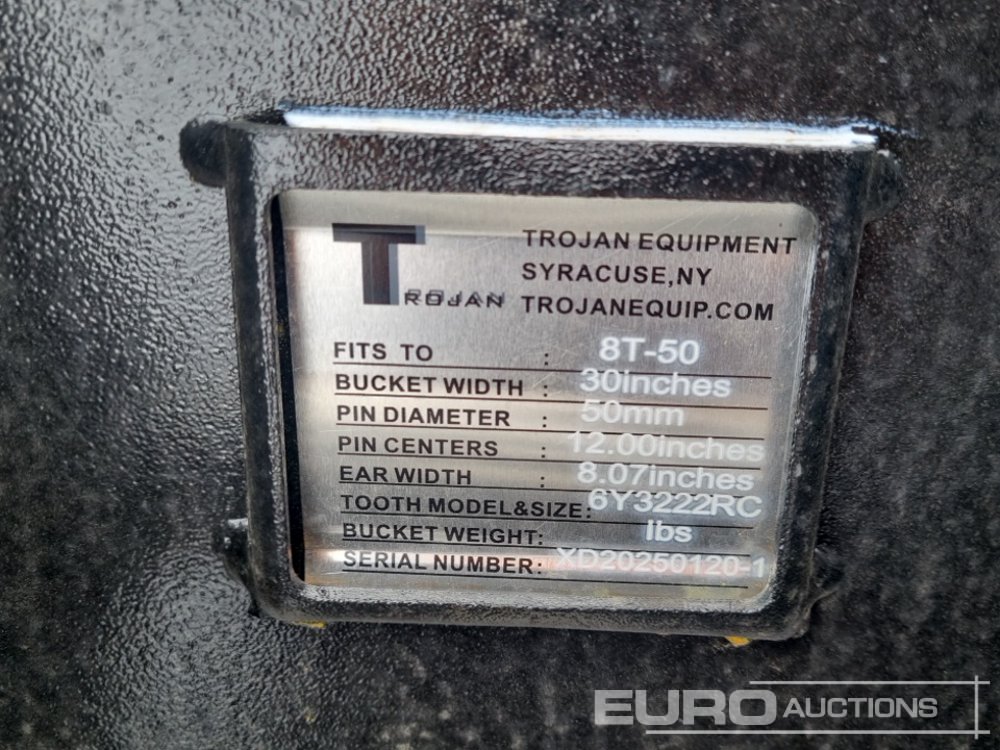 TROJAN
TROJAN EQUIPMENT
SYRACUSE,NY
TROJANEQUIP.COM
FITS TO : 8T-50
BUCKET WIDTH : 30inches
PIN DIAMETER : 50mm
PIN CENTERS : 12.00inches
EAR WIDTH : 8.07inches
TOOTH MODEL&SIZE: 6Y3222RC
BUCKET WEIGHT: lbs
SERIAL NUMBER: XD20250120-1
EURO AUCTIONS